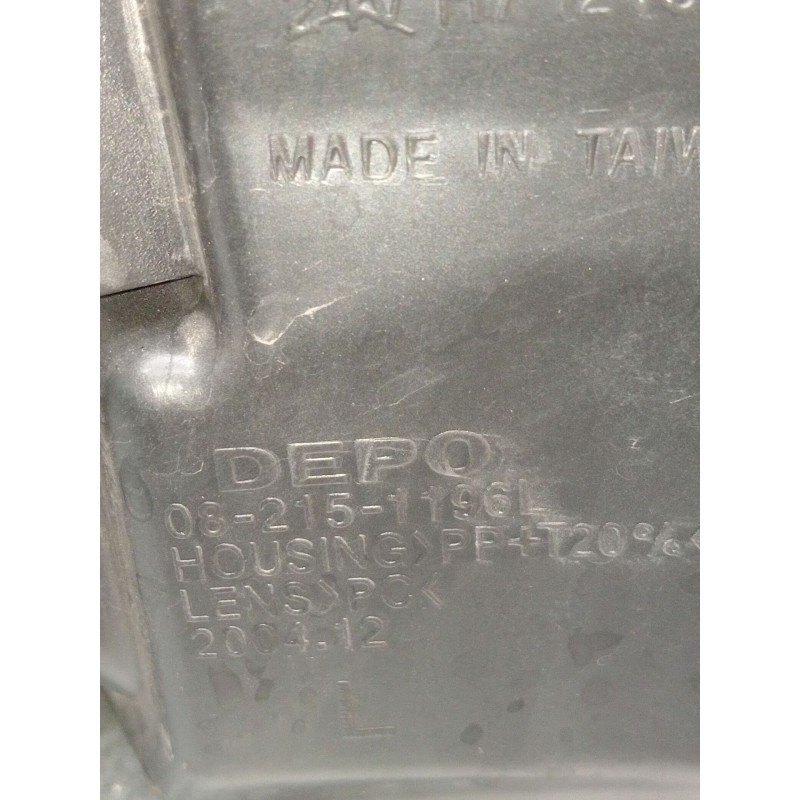 MADE IN TAIW
DEPO
08-215-1196L
HOUSING>PP+T20%<
LENS>PC<
2004.12
L